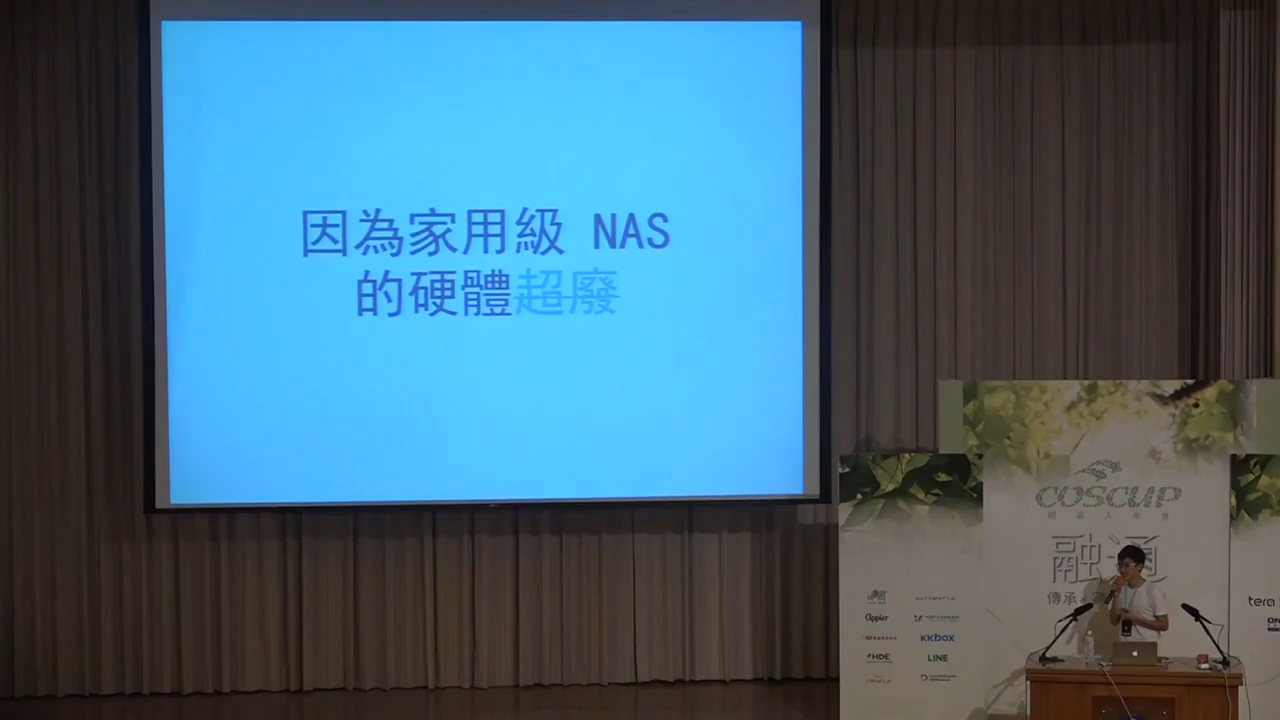 因為家用級 NAS
的硬體超廢
COSCUP
融通
傳承
Appier
KKBOX
HDE
LINE
tera